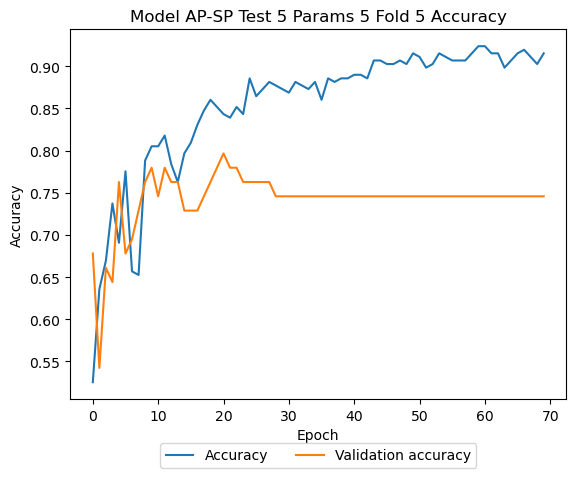 Model AP-SP Test 5 Params 5 Fold 5 Accuracy
0.90
0.85
0.80
0.75
0.70
0.65
0.60
0.55
Accuracy
0 10 20 30 40 50 60 70
Epoch
Accuracy Validation accuracy